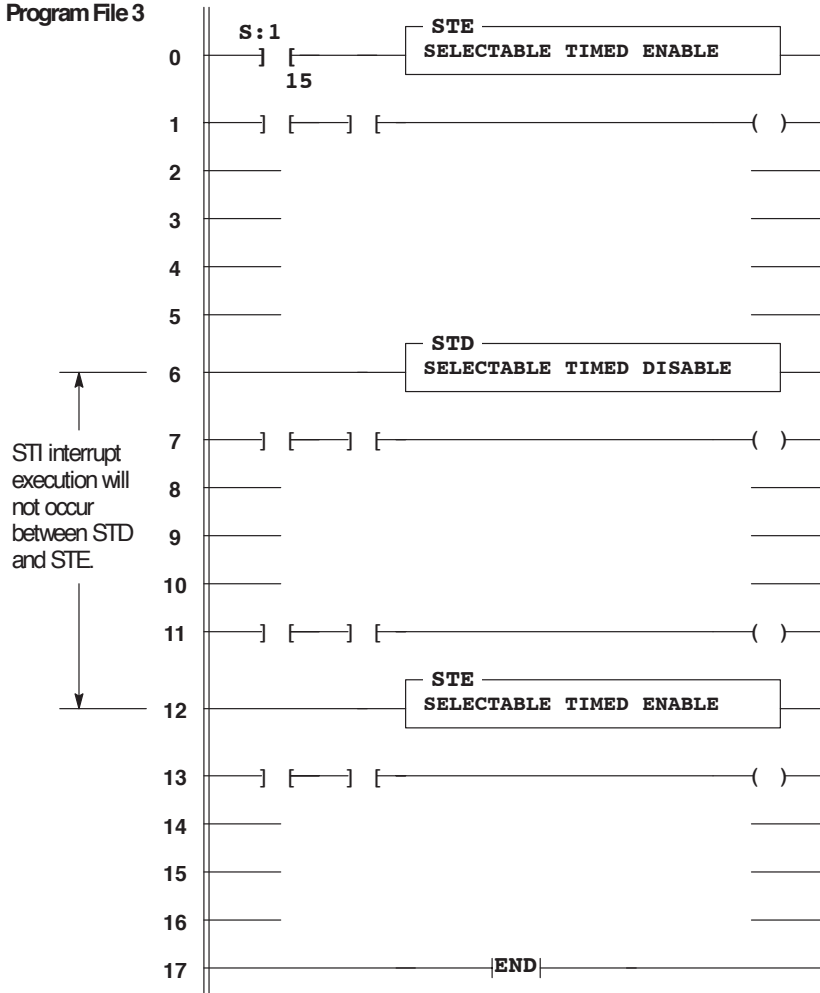 Program File 3
S:1
STE
0 ] [ SELECTABLE TIMED ENABLE
15
1 ] [ ] [ ( )
2
3
4
5
STD
6 SELECTABLE TIMED DISABLE
7 ] [ ] [ ( )
STI interrupt
execution will
not occur
between STD
and STE.
8
9
10
11 ] [ ] [ ( )
STE
12 SELECTABLE TIMED ENABLE
13 ] [ ] [ ( )
14
15
16
17 END